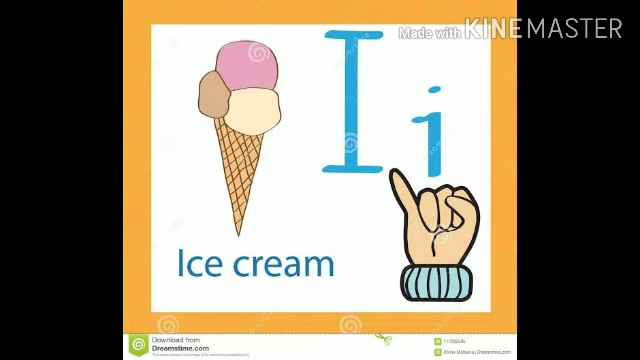 Made with KINEMASTER
I i
Ice cream
Download from
Dreamstime.com